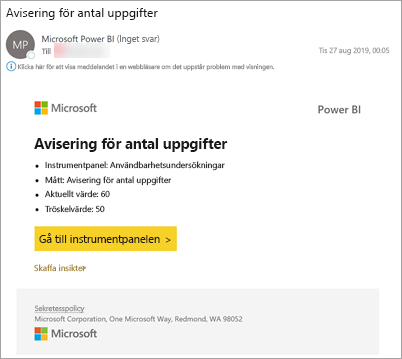 Avisering för antal uppgifter
MP
Microsoft Power BI (Inget svar)
Till
Tis 27 aug 2019, 00:05
Klicka här för att visa meddelandet i en webbläsare om det uppstår problem med visningen.
Microsoft
Power BI
Avisering för antal uppgifter
• Instrumentpanel: Användbarhetsundersökningar
• Mått: Avisering för antal uppgifter
• Aktuellt värde: 60
• Tröskelvärde: 50
Gå till instrumentpanelen >
Skaffa insikter
Sekretesspolicy
Microsoft Corporation, One Microsoft Way, Redmond, WA 98052
Microsoft